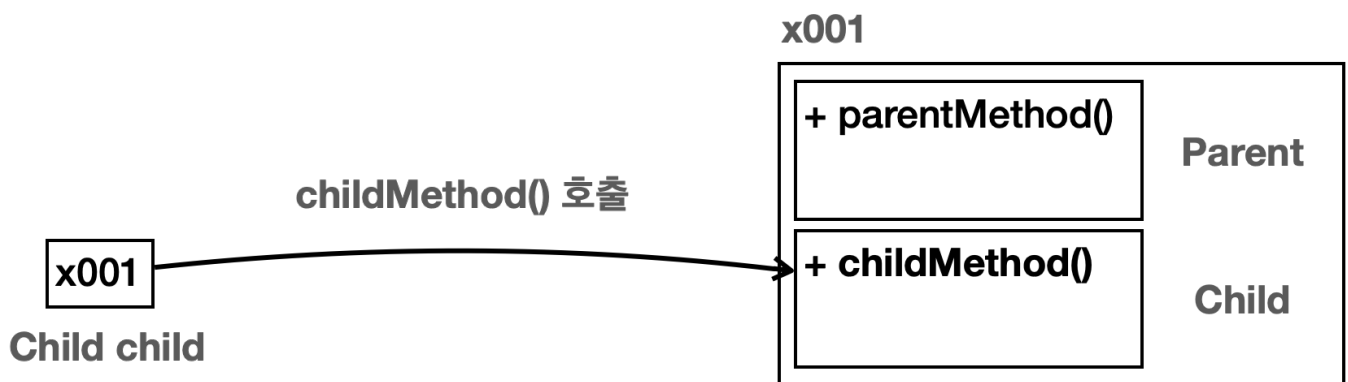 x001
+ parentMethod()
Parent
childMethod() 호출
x001
+ childMethod()
Child
Child child